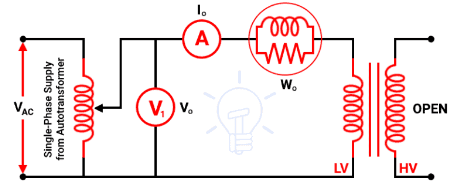 I₀
A
V_AC
Single-Phase Supply
from Autotransformer
V₁
V₀
W₀
OPEN
LV
HV